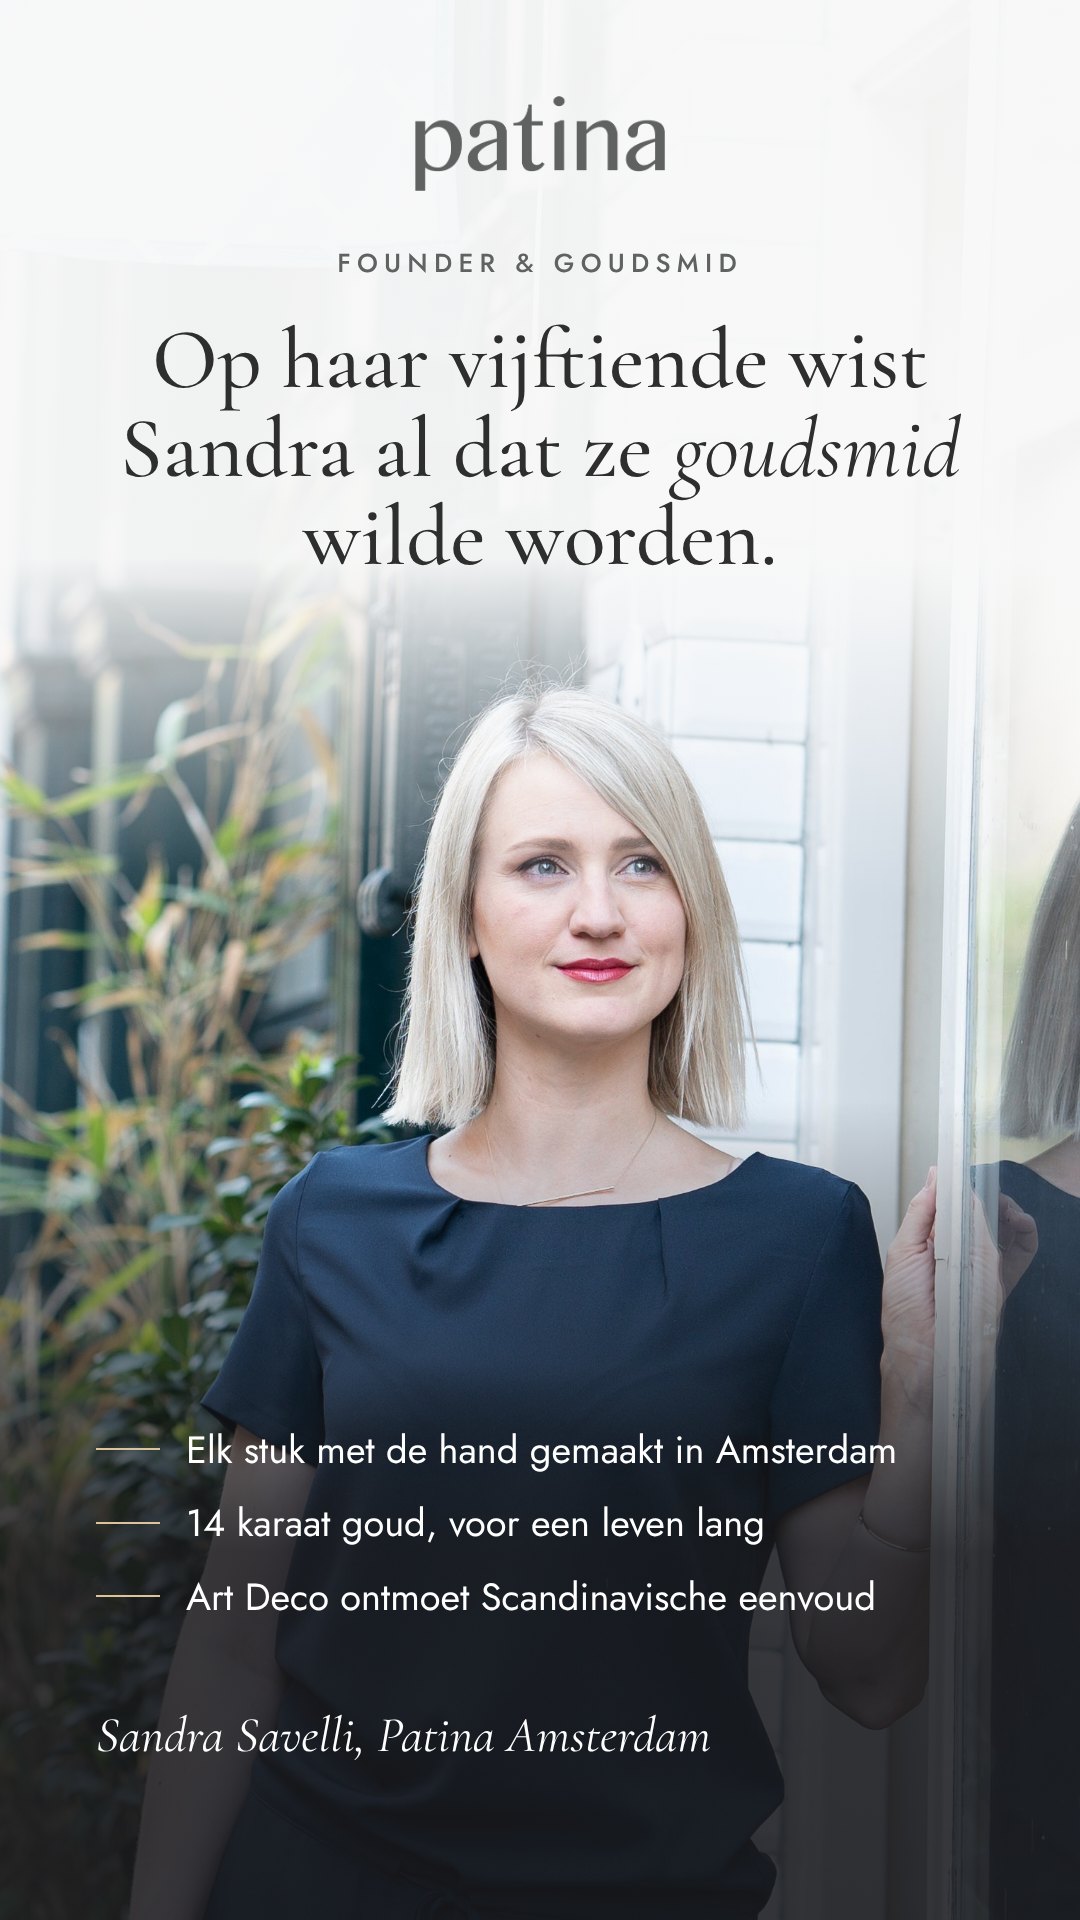 patina
FOUNDER & GOUDSMID
Op haar vijftiende wist
Sandra al dat ze goudsmid
wilde worden.
Elk stuk met de hand gemaakt in Amsterdam
14 karaat goud, voor een leven lang
Art Deco ontmoet Scandinavische eenvoud
Sandra Savelli, Patina Amsterdam